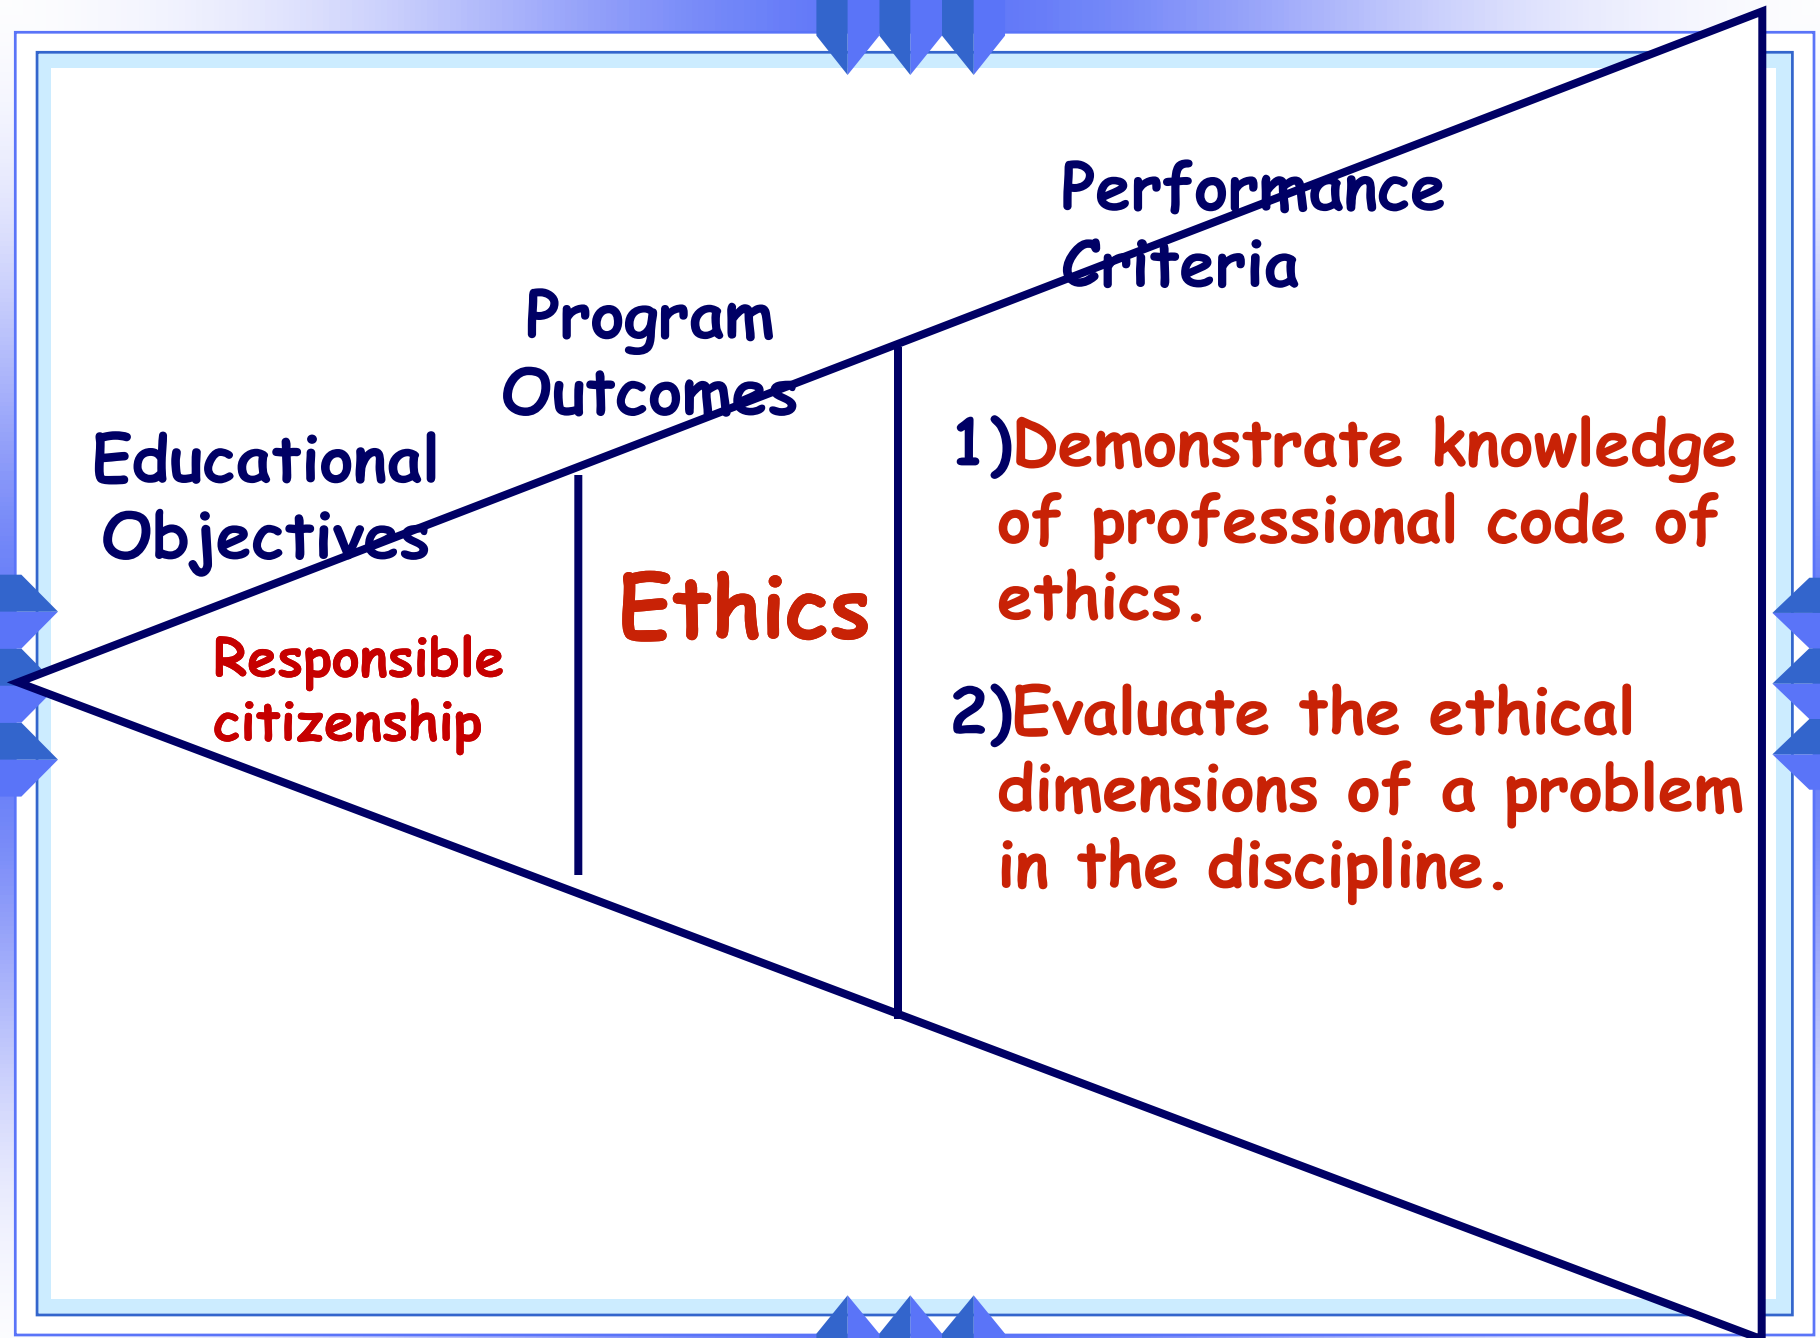 Performance
Criteria
Program
Outcomes
Educational
Objectives
Responsible
citizenship
Ethics
1)Demonstrate knowledge
of professional code of
ethics.
2)Evaluate the ethical
dimensions of a problem
in the discipline.